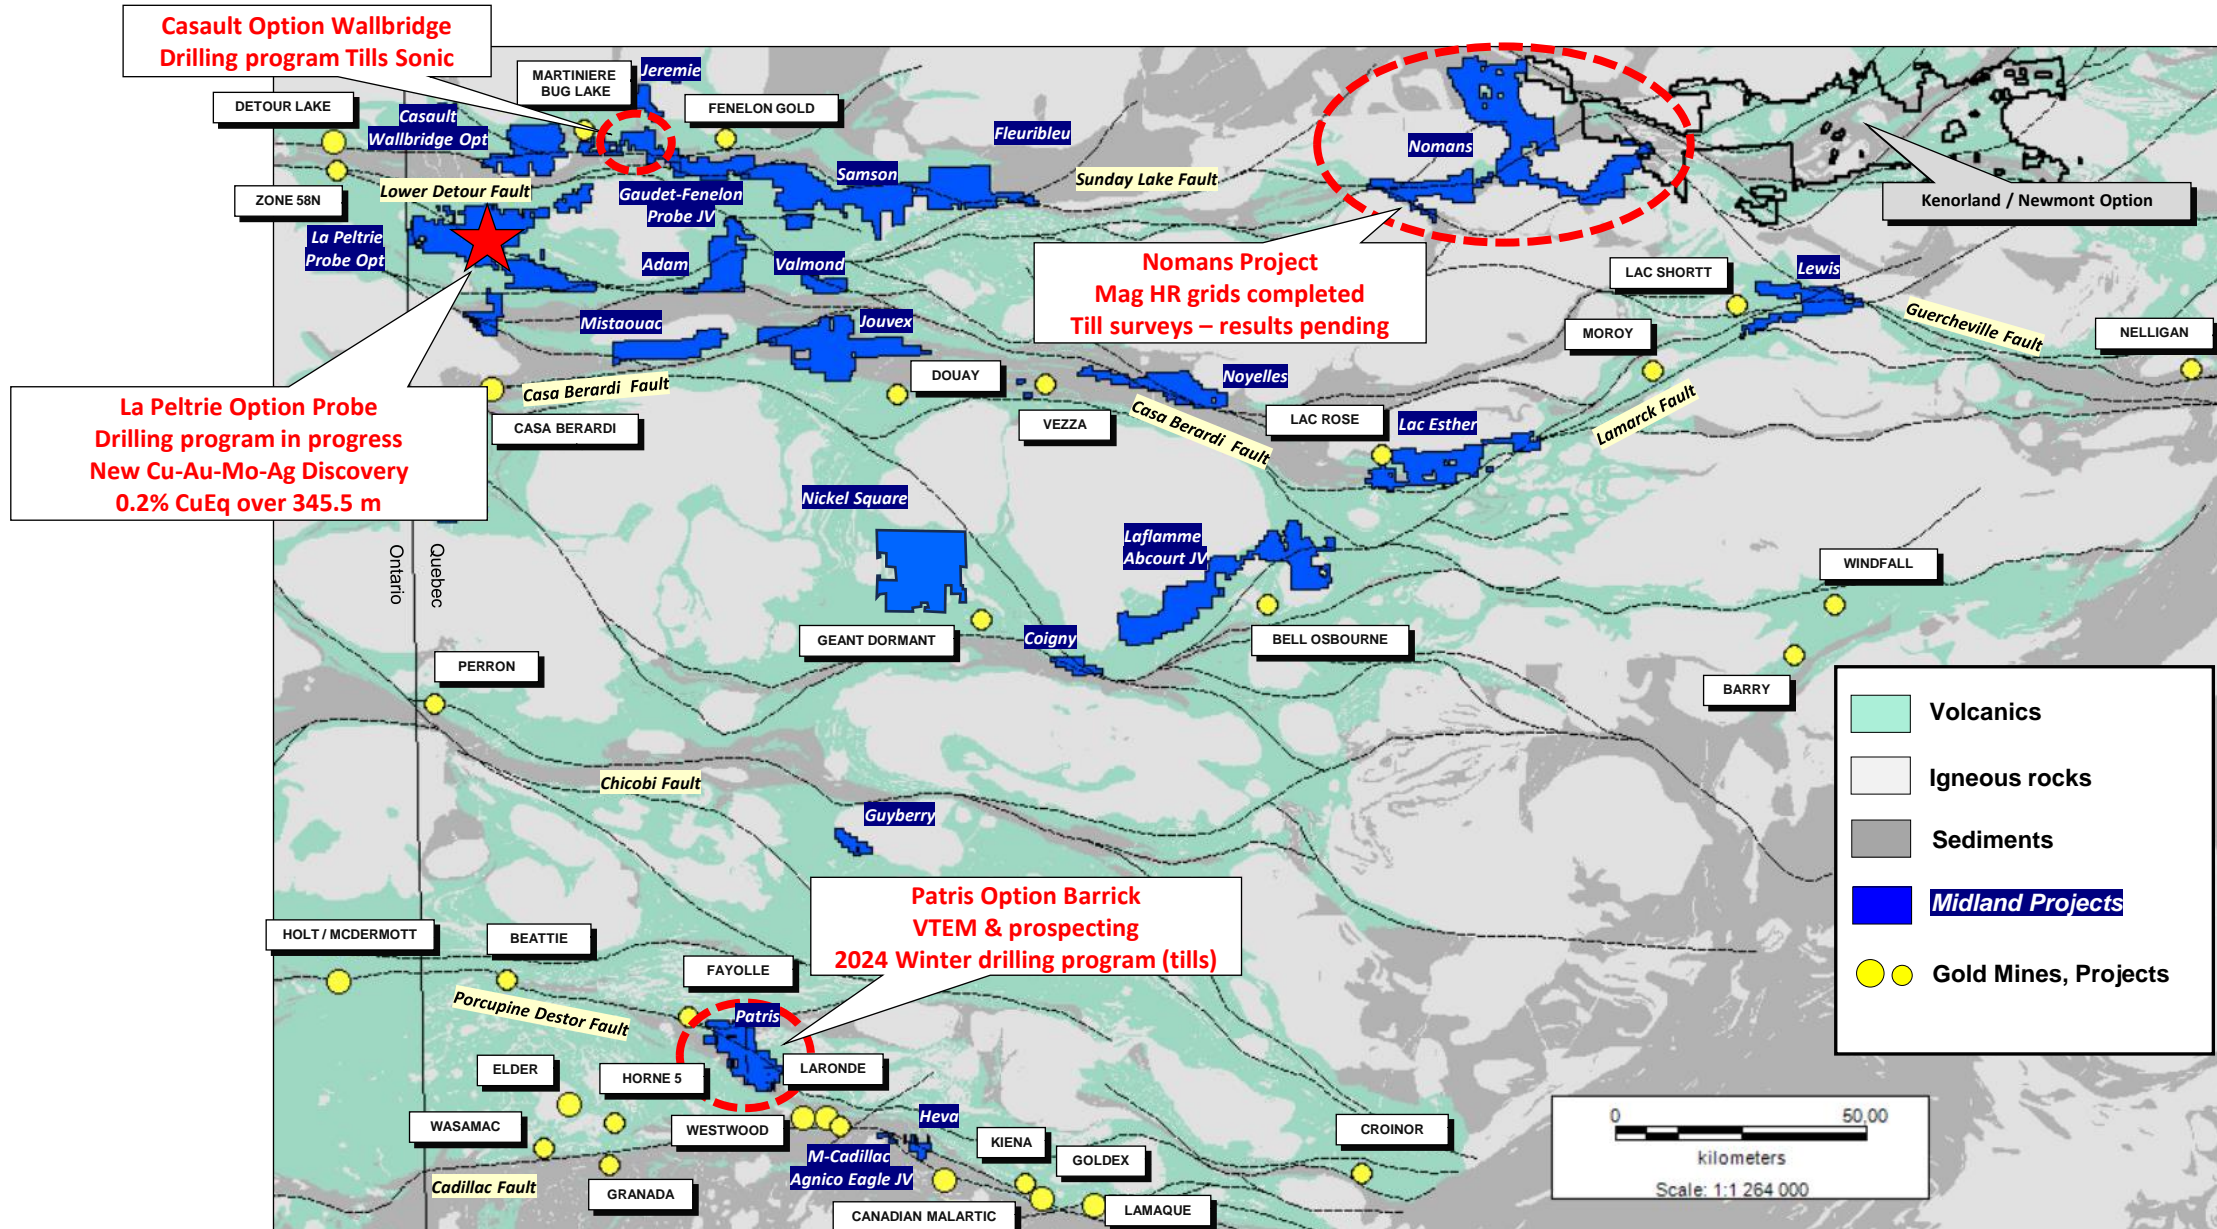 Casault Option Wallbridge
Drilling program Tills Sonic
MARTINIERE
BUG LAKE
Jeremie
DETOUR LAKE
FENELON GOLD
Casault
Wallbridge Opt
Fleuribleu
Nomans
Samson
Sunday Lake Fault
Lower Detour Fault
Gaudet-Fenelon
Probe JV
ZONE 58N
Kenorland / Newmont Option
La Peltrie
Probe Opt
Adam
Valmond
Nomans Project
Mag HR grids completed
Till surveys – results pending
LAC SHORTT
Lewis
Mistaouac
Jouvex
MOROY
Guercheville Fault
NELLIGAN
DOUAY
Noyelles
Casa Berardi Fault
La Peltrie Option Probe
Drilling program in progress
New Cu-Au-Mo-Ag Discovery
0.2% CuEq over 345.5 m
CASA BERARDI
VEZZA
Casa Berardi Fault
LAC ROSE
Lac Esther
Lamarck Fault
Nickel Square
Laflamme
Abcourt JV
Ontario
Quebec
WINDFALL
GEANT DORMANT
Coigny
BELL OSBOURNE
PERRON
BARRY
Volcanics
Igneous rocks
Sediments
Midland Projects
Gold Mines, Projects
Chicobi Fault
Guyberry
Patris Option Barrick
VTEM & prospecting
2024 Winter drilling program (tills)
HOLT / MCDERMOTT
BEATTIE
FAYOLLE
Porcupine Destor Fault
Patris
ELDER
HORNE 5
LARONDE
WASAMAC
WESTWOOD
Heva
KIENA
CROINOR
M-Cadillac
Agnico Eagle JV
GOLDEX
Cadillac Fault
GRANADA
CANADIAN MALARTIC
LAMAQUE
0
50,00
kilometers
Scale: 1:1 264 000